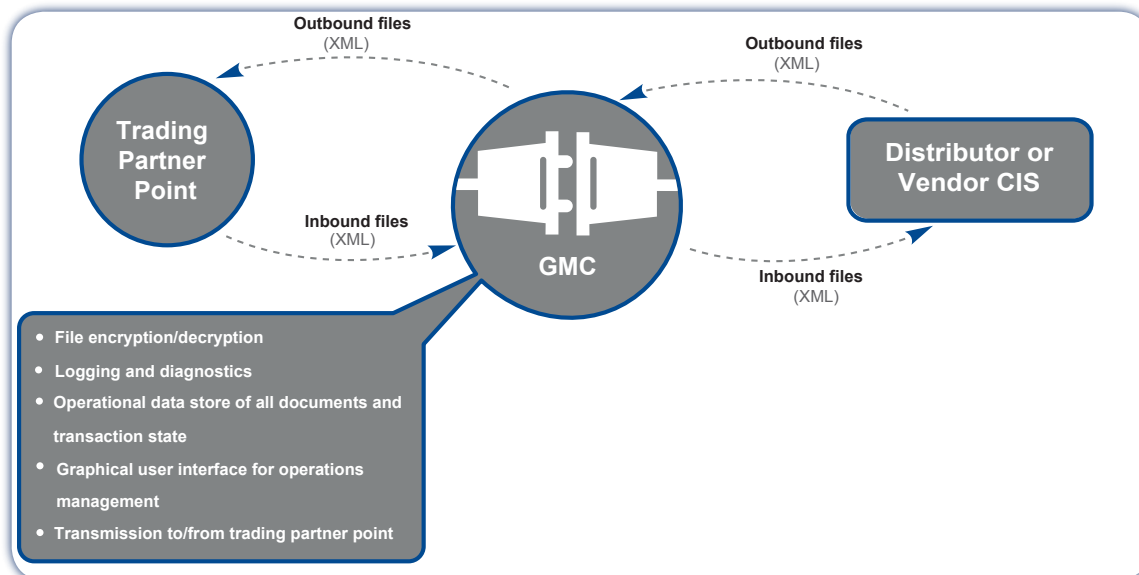 Outbound files
(XML)
Outbound files
(XML)
Trading
Partner
Point
Distributor or
Vendor CIS
Inbound files
(XML)
GMC
Inbound files
(XML)
• File encryption/decryption
• Logging and diagnostics
• Operational data store of all documents and
transaction state
• Graphical user interface for operations
management
• Transmission to/from trading partner point